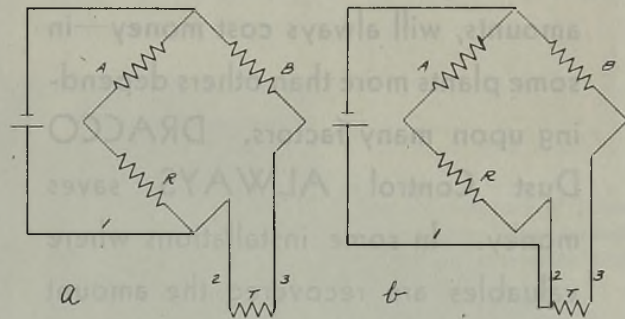 amounts, will always cost money—in
A B A B
some plants more than others depend-
ing upon many factors. DRACCO
R R
Dust Control ALWAYS saves
1 1
money. In some installations where
2 3 2 3
a T b T
valuables are recovered the amount